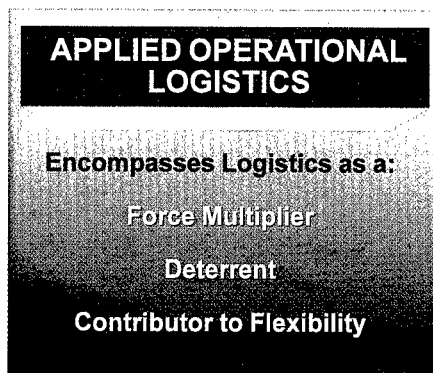 APPLIED OPERATIONAL
LOGISTICS
Encompasses Logistics as a:
Force Multiplier
Deterrent
Contributor to Flexibility